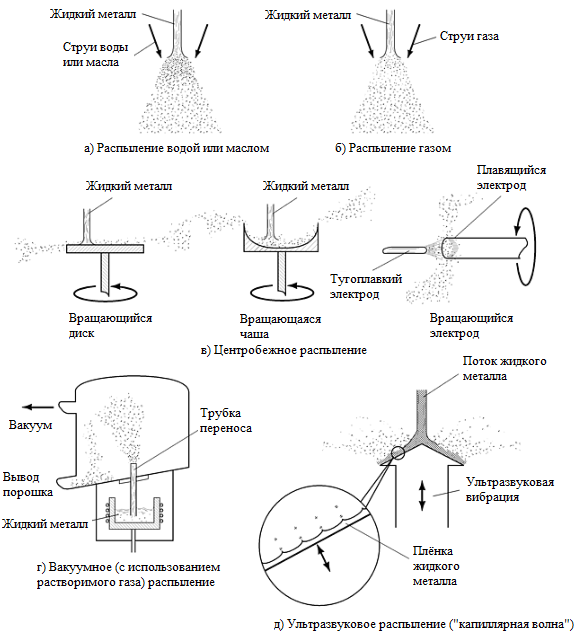 Жидкий металл
Струи воды
или масла
а) Распыление водой или маслом
Жидкий металл
Струи газа
б) Распыление газом
Жидкий металл
Вращающийся
диск
Жидкий металл
Вращающаяся
чаша
Плавящийся
электрод
Тугоплавкий
электрод
Вращающийся
электрод
в) Центробежное распыление
Вакуум
Трубка
переноса
Вывод
порошка
Жидкий металл
г) Вакуумное (с использованием
растворимого газа) распыление
Поток жидкого
металла
Ультразвуковая
вибрация
Плёнка
жидкого
металла
д) Ультразвуковое распыление ("капиллярная волна")